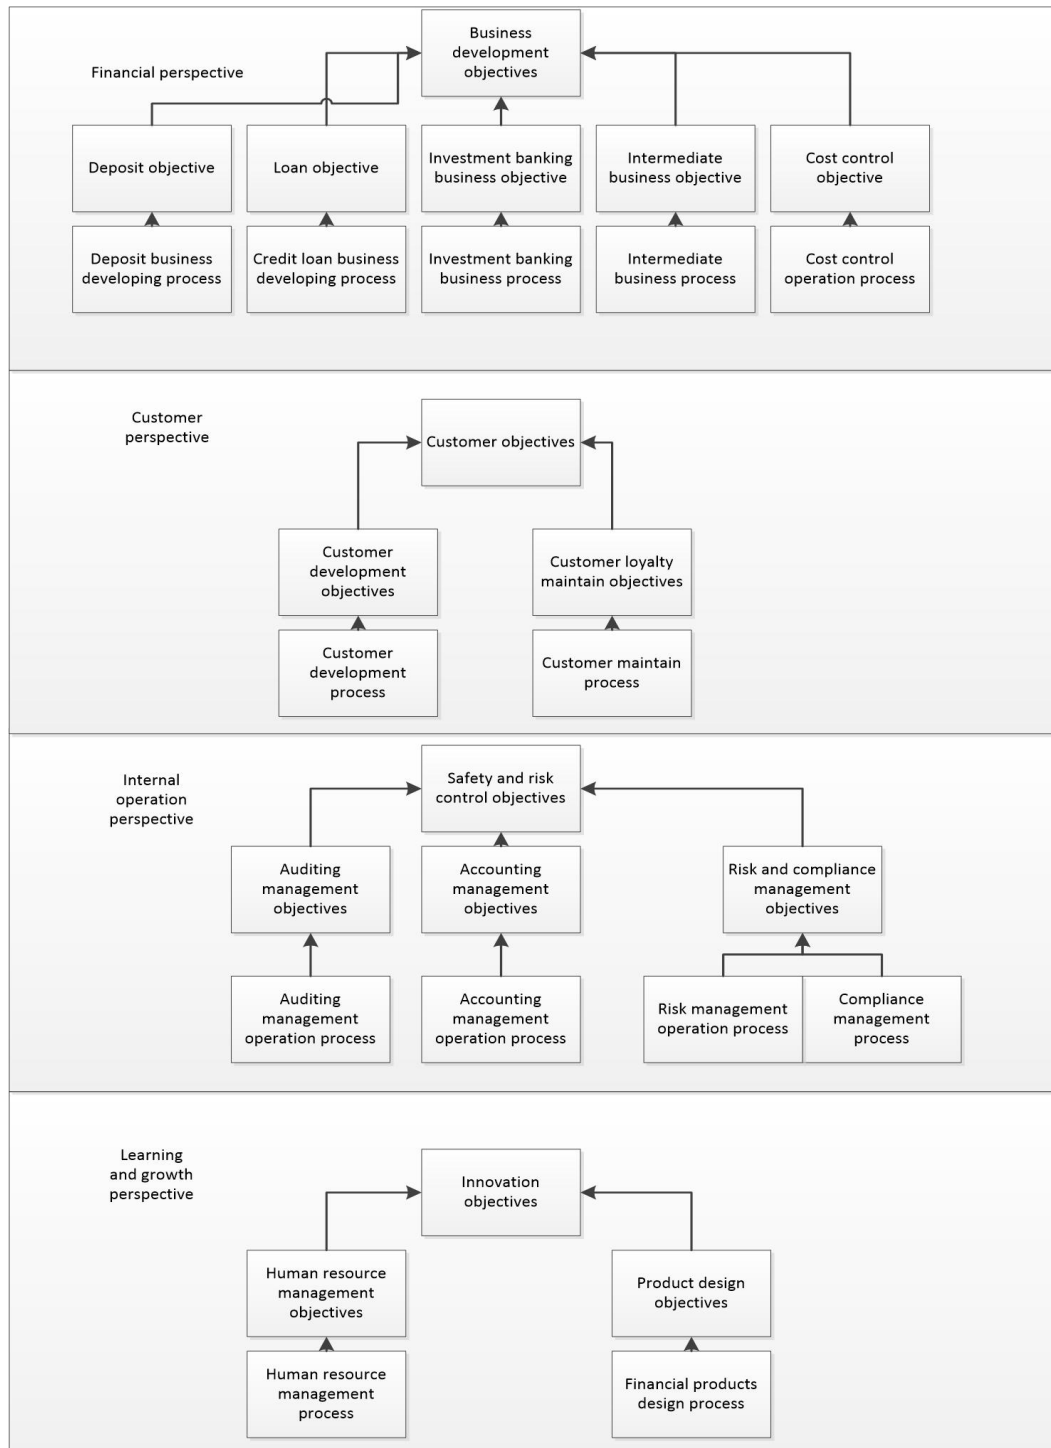 Business
development
objectives
Financial perspective
Deposit objective
Loan objective
Investment banking
business objective
Intermediate
business objective
Cost control
objective
Deposit business
developing process
Credit loan business
developing process
Investment banking
business process
Intermediate
business process
Cost control
operation process
Customer
perspective
Customer objectives
Customer
development
objectives
Customer loyalty
maintain objectives
Customer
development
process
Customer maintain
process
Internal
operation
perspective
Safety and risk
control objectives
Auditing
management
objectives
Accounting
management
objectives
Risk and compliance
management
objectives
Auditing
management
operation process
Accounting
management
operation process
Risk management
operation process
Compliance
management
process
Learning
and growth
perspective
Innovation
objectives
Human resource
management
objectives
Product design
objectives
Human resource
management
process
Financial products
design process